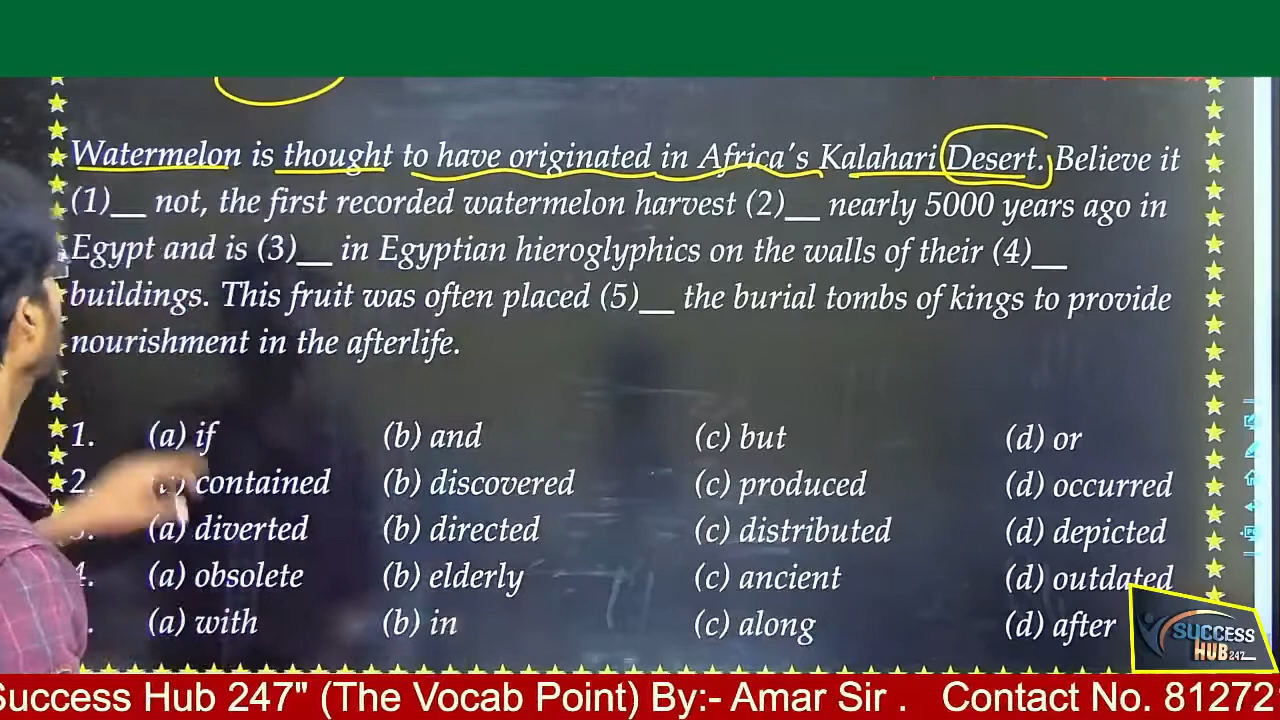 Watermelon is thought to have originated in Africa's Kalahari Desert. Believe it
(1)__ not, the first recorded watermelon harvest (2)__ nearly 5000 years ago in
Egypt and is (3)__ in Egyptian hieroglyphics on the walls of their (4)__
buildings. This fruit was often placed (5)__ the burial tombs of kings to provide
nourishment in the afterlife.
1. (a) if (b) and (c) but (d) or
2. contained (b) discovered (c) produced (d) occurred
(a) diverted (b) directed (c) distributed (d) depicted
4. (a) obsolete (b) elderly (c) ancient (d) outdated
(a) with (b) in (c) along (d) after
SUCCESS
HUB 247
Success Hub 247" (The Vocab Point) By:- Amar Sir . Contact No. 81272